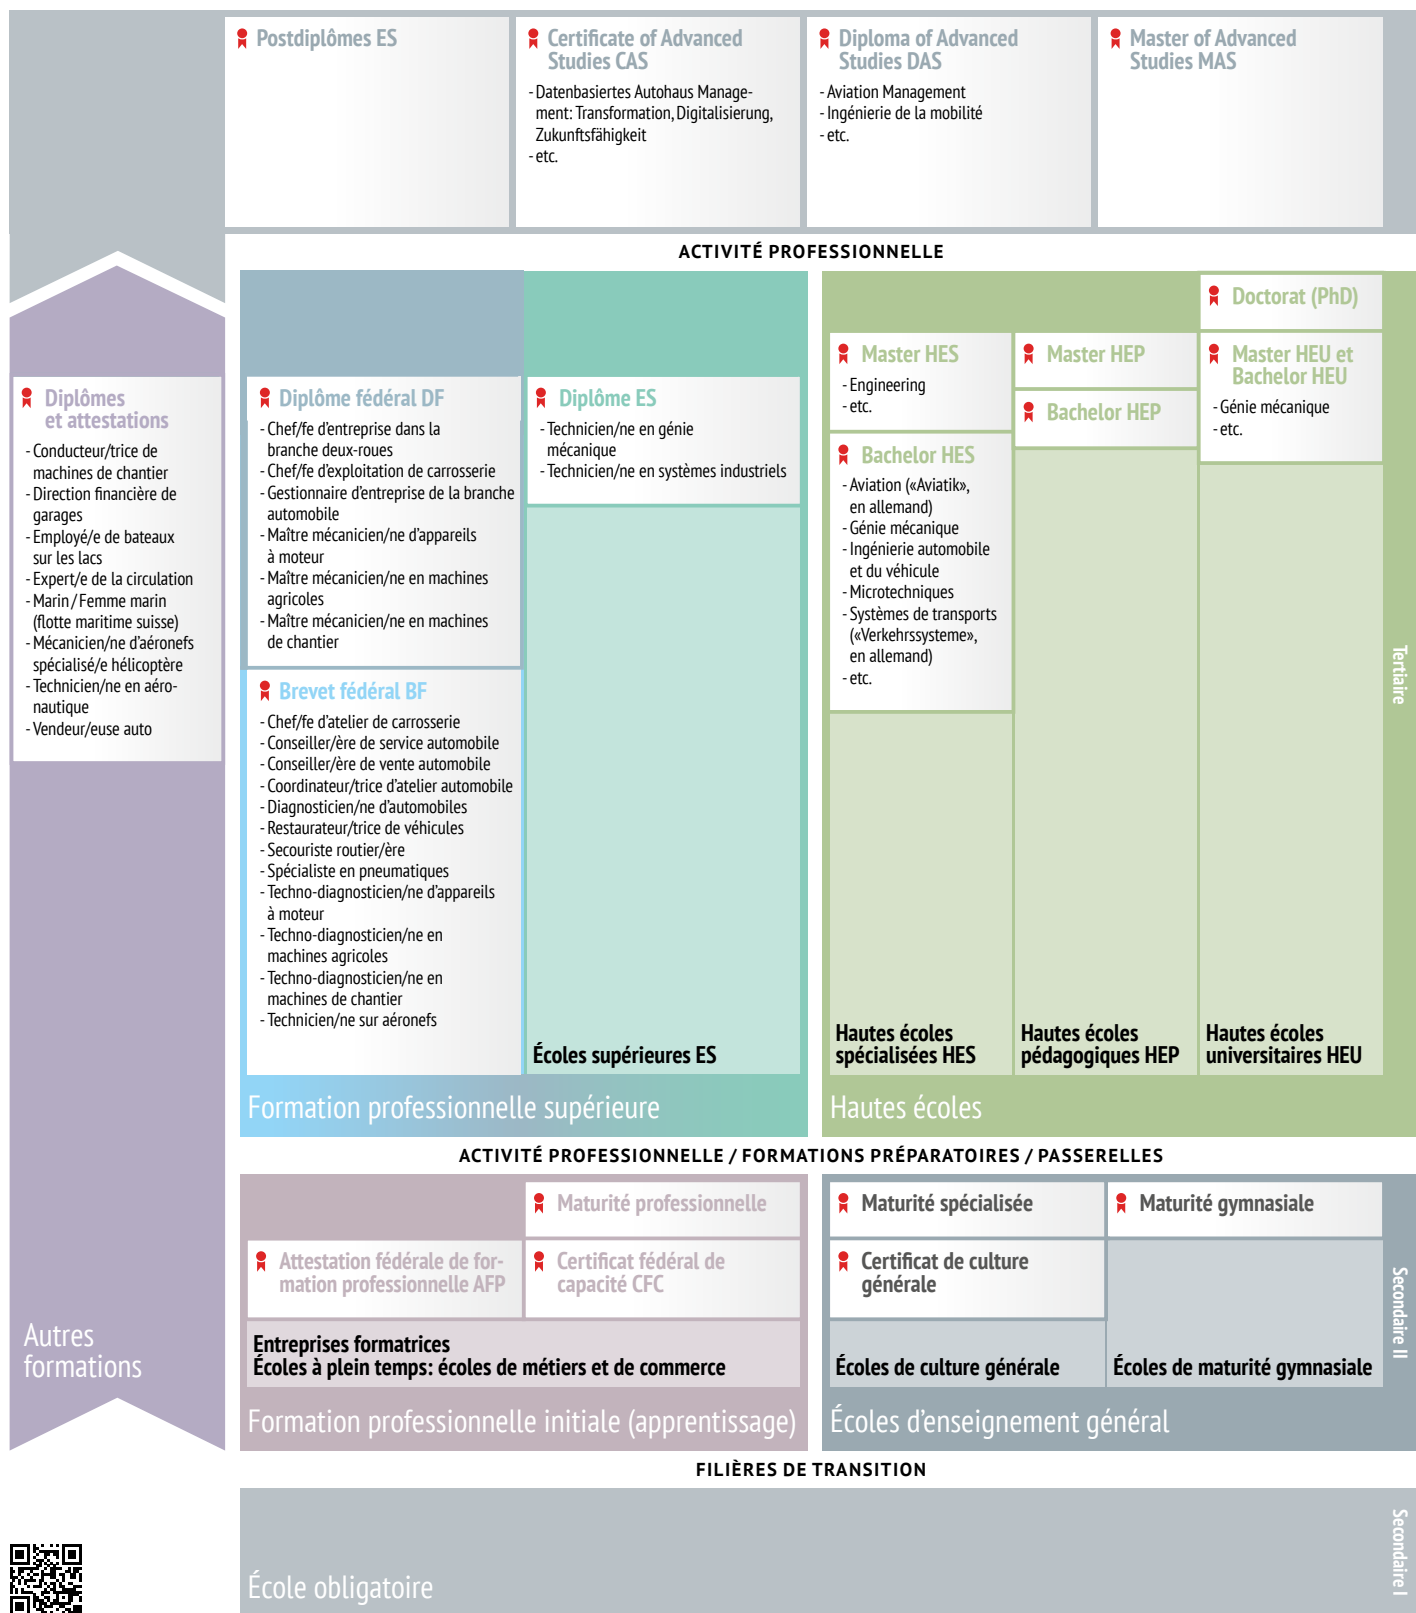 Postdiplômes ES
Certificate of Advanced
Studies CAS
- Datenbasiertes Autohaus Manage-
ment: Transformation, Digitalisierung,
Zukunftsfähigkeit
- etc.
Diploma of Advanced
Studies DAS
- Aviation Management
- Ingénierie de la mobilité
- etc.
Master of Advanced
Studies MAS
ACTIVITÉ PROFESSIONNELLE
Diplômes
et attestations
- Conducteur/trice de
machines de chantier
- Direction financière de
garages
- Employé/e de bateaux
sur les lacs
- Expert/e de la circulation
- Marin / Femme marin
(flotte maritime suisse)
- Mécanicien/ne d'aéronefs
spécialisé/e hélicoptère
- Technicien/ne en aéro-
nautique
- Vendeur/euse auto
Autres
formations
Diplôme fédéral DF
- Chef/fe d'entreprise dans la
branche deux-roues
- Chef/fe d'exploitation de carrosserie
- Gestionnaire d'entreprise de la branche
automobile
- Maître mécanicien/ne d'appareils
à moteur
- Maître mécanicien/ne en machines
agricoles
- Maître mécanicien/ne en machines
de chantier
Brevet fédéral BF
- Chef/fe d'atelier de carrosserie
- Conseiller/ère de service automobile
- Conseiller/ère de vente automobile
- Coordinateur/trice d'atelier automobile
- Diagnosticien/ne d'automobiles
- Restaurateur/trice de véhicules
- Secouriste routier/ère
- Spécialiste en pneumatiques
- Techno-diagnosticien/ne d'appareils
à moteur
- Techno-diagnosticien/ne en
machines agricoles
- Techno-diagnosticien/ne en
machines de chantier
- Technicien/ne sur aéronefs
Diplôme ES
- Technicien/ne en génie
mécanique
- Technicien/ne en systèmes industriels
Écoles supérieures ES
Formation professionnelle supérieure
Master HES
- Engineering
- etc.
Bachelor HES
- Aviation («Aviatik»,
en allemand)
- Génie mécanique
- Ingénierie automobile
et du véhicule
- Microtechniques
- Systèmes de transports
(«Verkehrssysteme»,
en allemand)
- etc.
Hautes écoles
spécialisées HES
Master HEP
Bachelor HEP
Hautes écoles
pédagogiques HEP
Doctorat (PhD)
Master HEU et
Bachelor HEU
- Génie mécanique
- etc.
Hautes écoles
universitaires HEU
Hautes écoles
Tertiaire
ACTIVITÉ PROFESSIONNELLE / FORMATIONS PRÉPARATOIRES / PASSERELLES
Maturité professionnelle
Attestation fédérale de for-
mation professionnelle AFP
Certificat fédéral de
capacité CFC
Entreprises formatrices
Écoles à plein temps: écoles de métiers et de commerce
Formation professionnelle initiale (apprentissage)
Maturité spécialisée
Certificat de culture
générale
Écoles de culture générale
Maturité gymnasiale
Écoles de maturité gymnasiale
Écoles d'enseignement général
Secondaire II
FILIÈRES DE TRANSITION
École obligatoire
Secondaire I